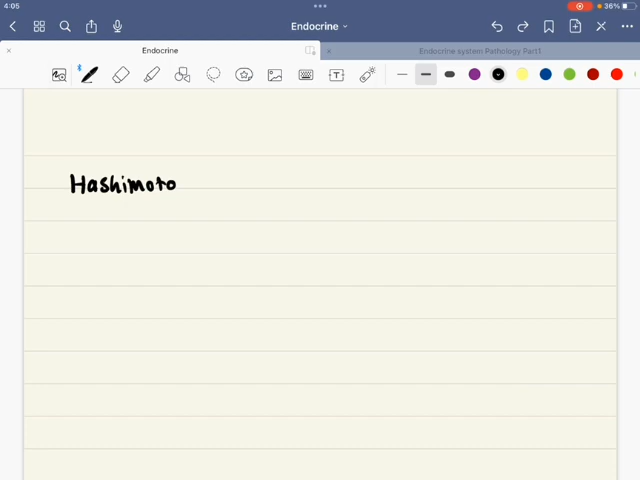 4:05
36%
Endocrine
Endocrine
Endocrine system Pathology Part1
Hashimoto